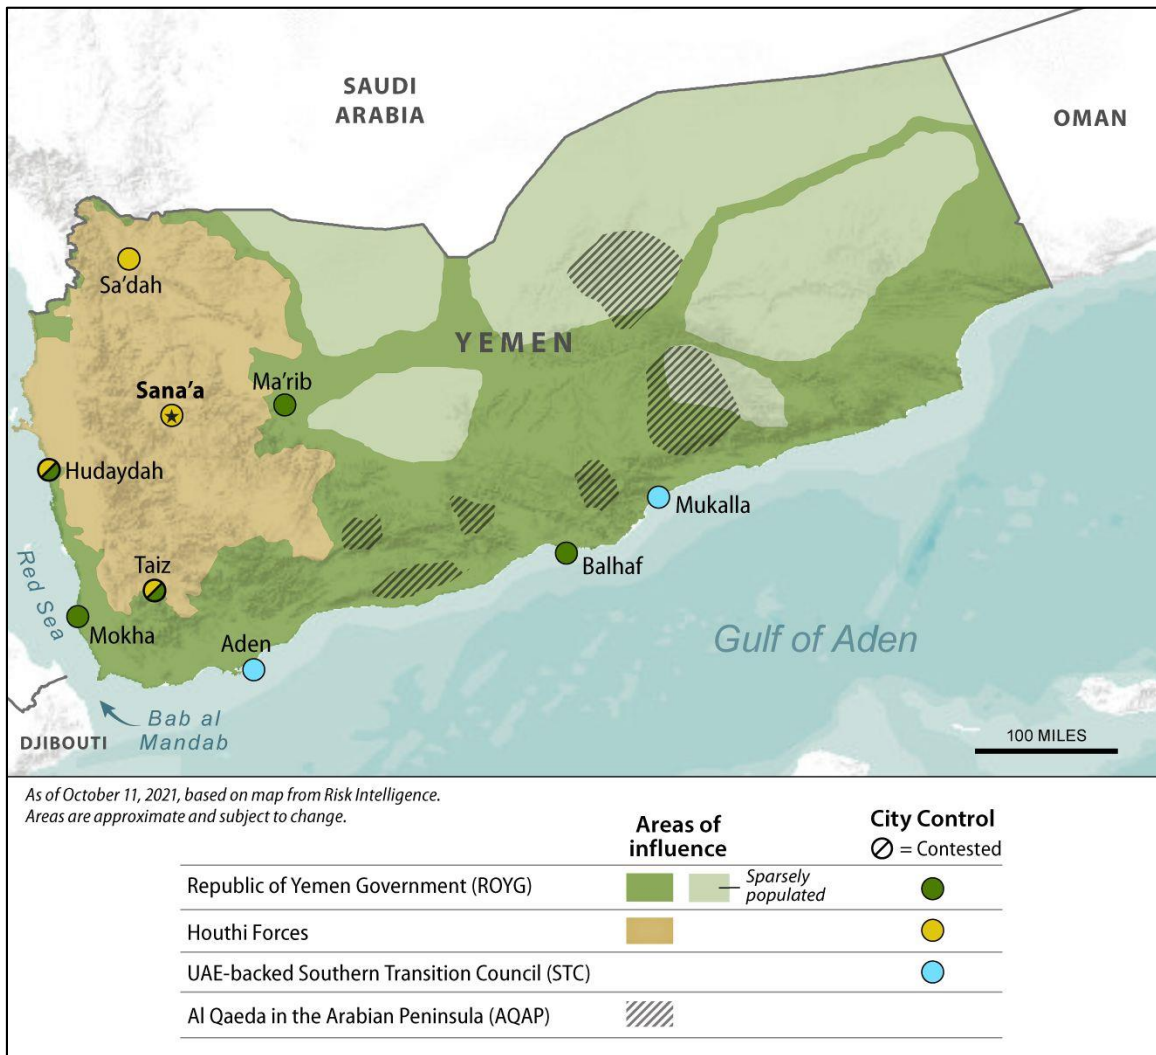 SAUDI
ARABIA
OMAN
Sa'dah
YEMEN
Sana'a
Ma'rib
Hudaydah
Mukalla
Balhaf
Taiz
Red Sea
Mokha
Aden
Gulf of Aden
Bab al
Mandab
DJIBOUTI
100 MILES
As of October 11, 2021, based on map from Risk Intelligence.
Areas are approximate and subject to change.
Areas of
influence
City Control
= Contested
Republic of Yemen Government (ROYG)
Sparsely
populated
Houthi Forces
UAE-backed Southern Transition Council (STC)
Al Qaeda in the Arabian Peninsula (AQAP)